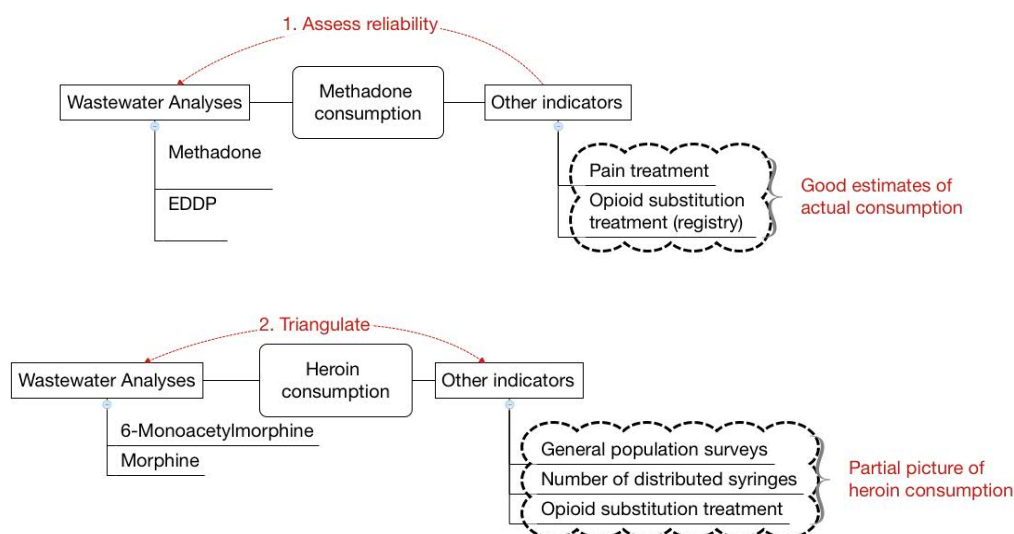 1. Assess reliability
Wastewater Analyses
Methadone
consumption
Other indicators
Methadone
EDDP
Pain treatment
Opioid substitution
treatment (registry)
Good estimates of
actual consumption
2. Triangulate
Wastewater Analyses
Heroin
consumption
Other indicators
6-Monoacetylmorphine
Morphine
General population surveys
Number of distributed syringes
Opioid substitution treatment
Partial picture of
heroin consumption